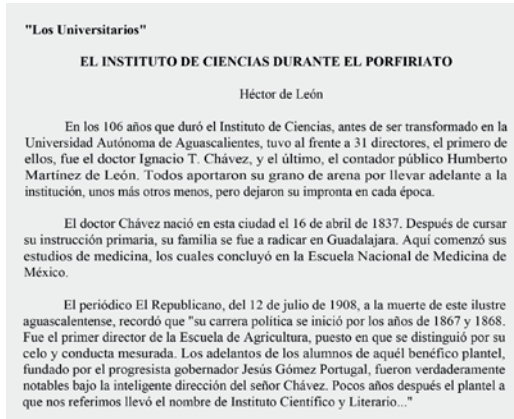 "Los Universitarios"
EL INSTITUTO DE CIENCIAS DURANTE EL PORFIRIATO
Héctor de León
En los 106 años que duró el Instituto de Ciencias, antes de ser transformado en la
Universidad Autónoma de Aguascalientes, tuvo al frente a 31 directores, el primero de
ellos, fue el doctor Ignacio T. Chávez, y el último, el contador público Humberto
Martínez de León. Todos aportaron su grano de arena por llevar adelante a la
institución, unos más otros menos, pero dejaron su impronta en cada época.
El doctor Chávez nació en esta ciudad el 16 de abril de 1837. Después de cursar
su instrucción primaria, su familia se fue a radicar en Guadalajara. Aquí comenzó sus
estudios de medicina, los cuales concluyó en la Escuela Nacional de Medicina de
México.
El periódico El Republicano, del 12 de julio de 1908, a la muerte de este ilustre
aguascalentense, recordó que "su carrera política se inició por los años de 1867 y 1868.
Fue el primer director de la Escuela de Agricultura, puesto en que se distinguió por su
celo y conducta mesurada. Los adelantos de los alumnos de aquél benéfico plantel,
fundado por el progresista gobernador Jesús Gómez Portugal, fueron verdaderamente
notables bajo la inteligente dirección del señor Chávez. Pocos años después el plantel a
que nos referimos llevó el nombre de Instituto Científico y Literario..."